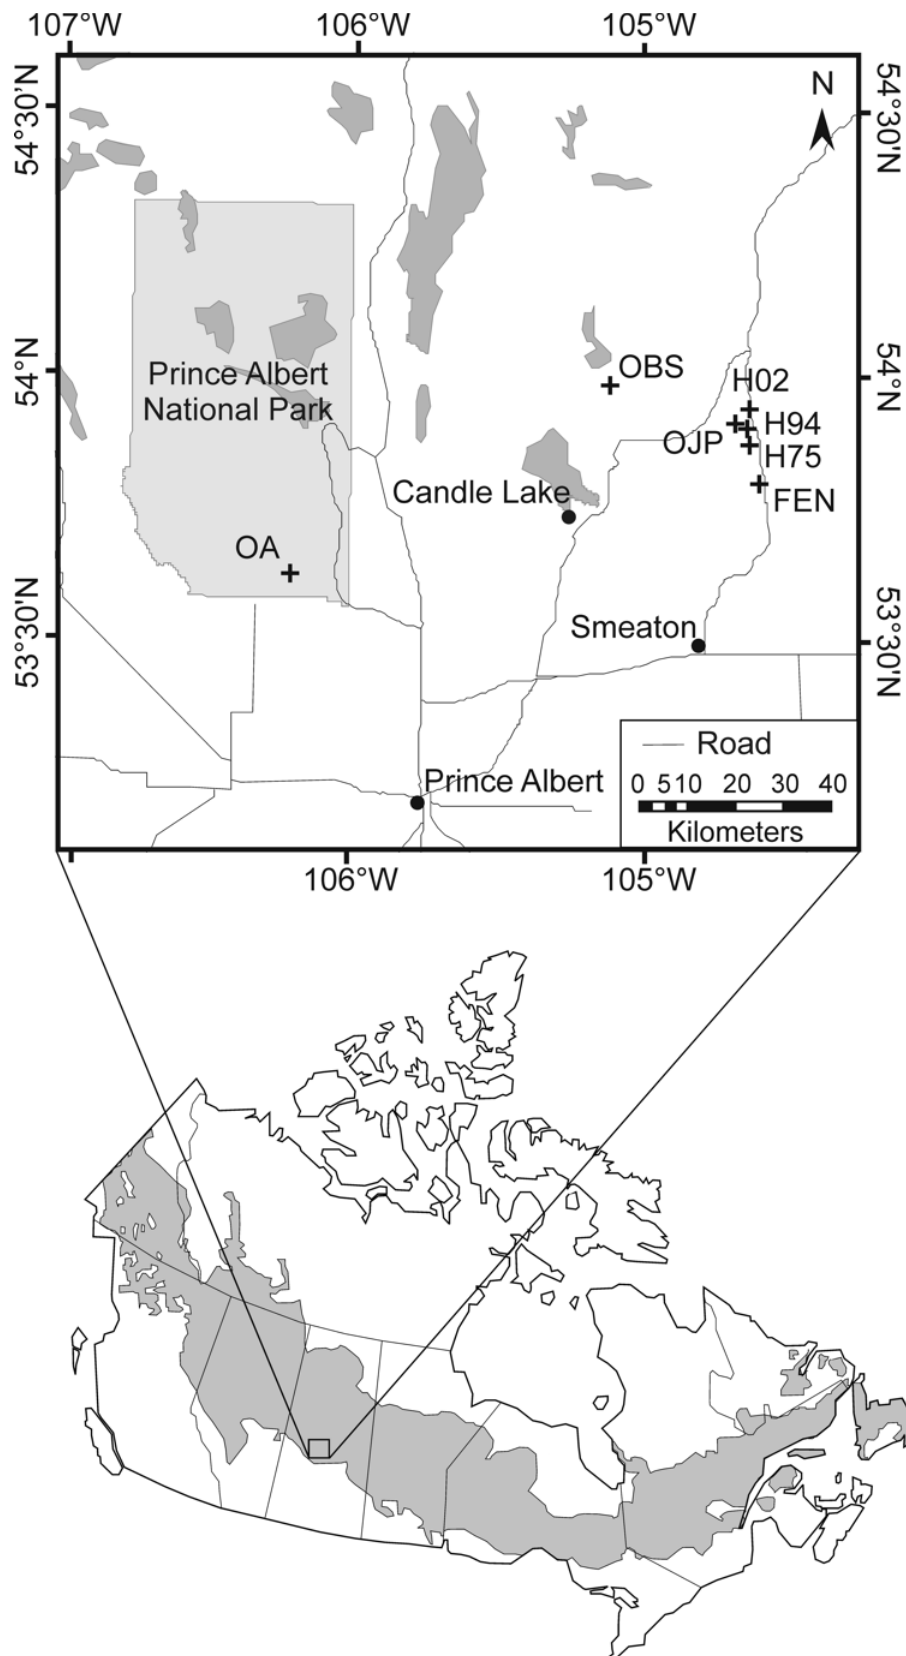 107°W 106°W 105°W
54°30'N
54°30'N
N
54°N
54°N
Prince Albert
National Park
OBS
H02
H94
OJP
H75
Candle Lake
FEN
OA
53°30'N
53°30'N
Smeaton
Road
Prince Albert
0 5 10 20 30 40
Kilometers
106°W 105°W